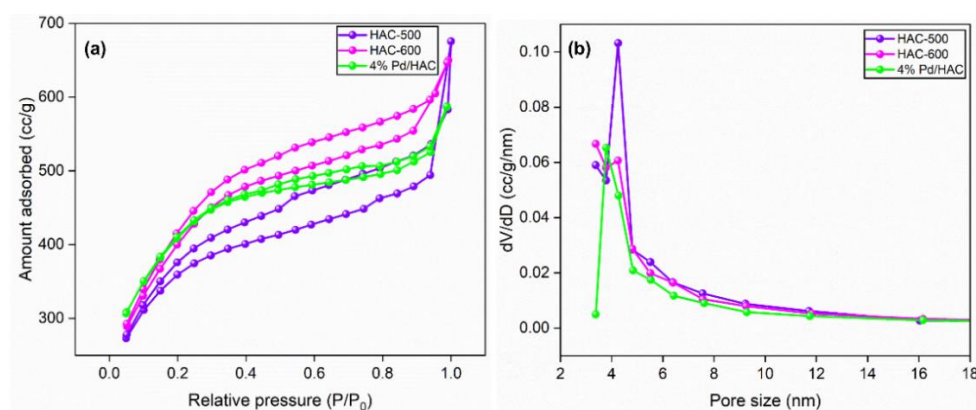 (a)
HAC-500
HAC-600
4% Pd/HAC
Amount adsorbed (cc/g)
700
600
500
400
300
0.0 0.2 0.4 0.6 0.8 1.0
Relative pressure (P/P0)
(b)
HAC-500
HAC-600
4% Pd/HAC
dV/dD (cc/g/nm)
0.10
0.08
0.06
0.04
0.02
0.00
2 4 6 8 10 12 14 16 18
Pore size (nm)